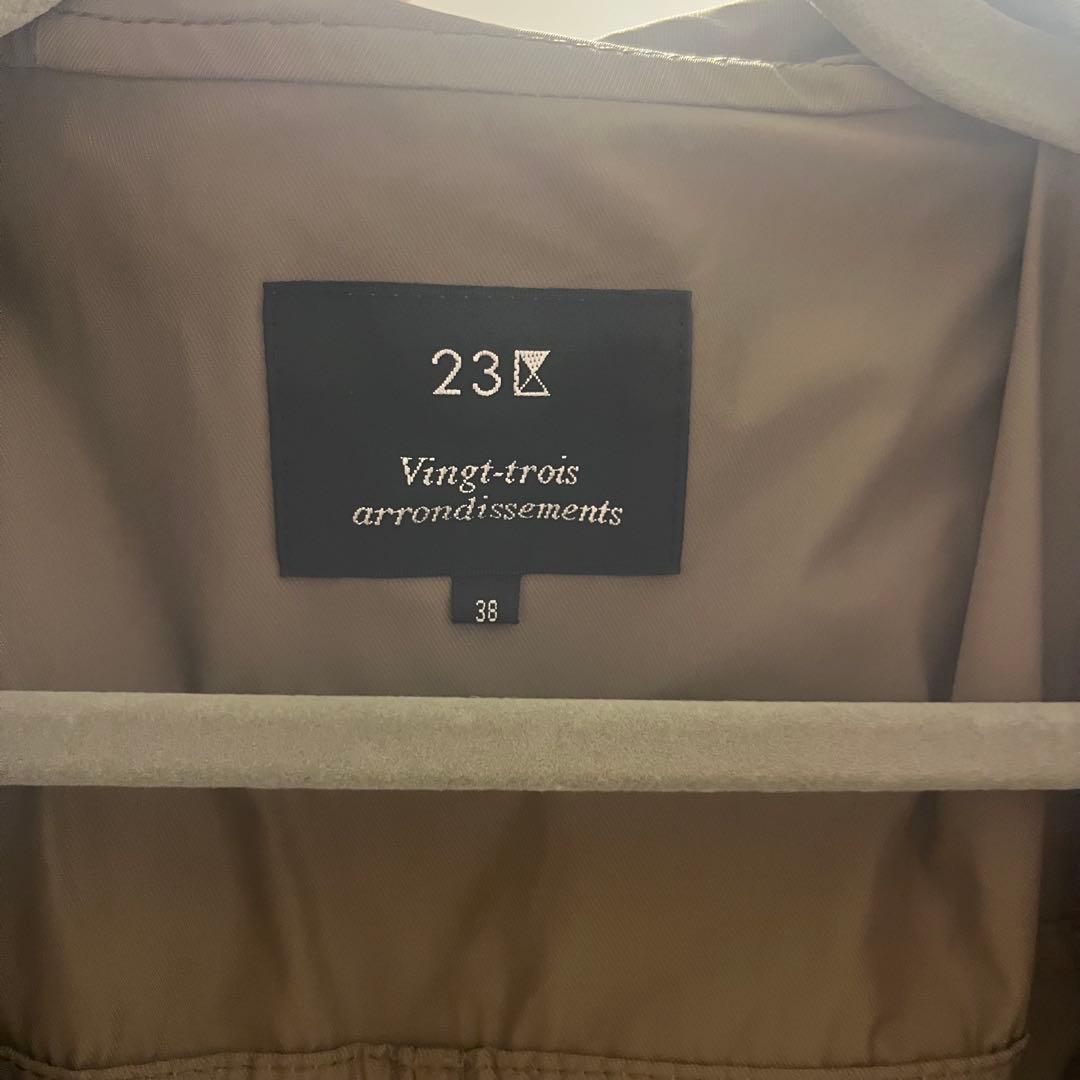 23区
Vingt-trois
arrondissements
38